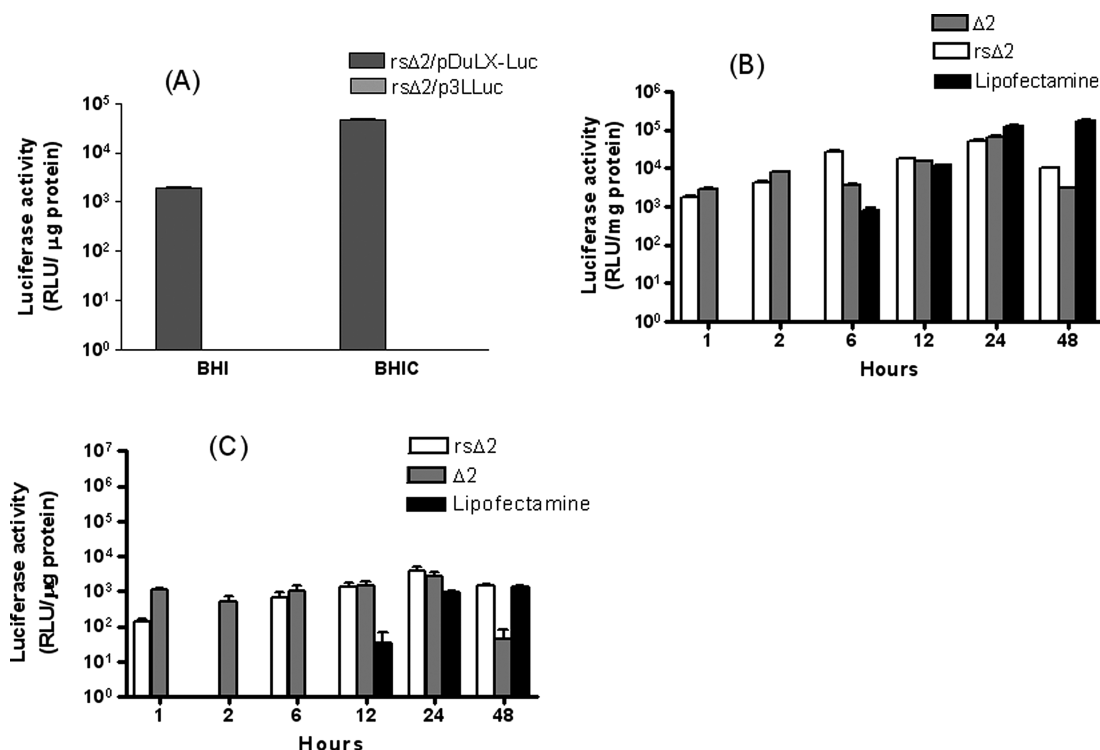 (A)
rsΔ2/pDuLX-Luc
rsΔ2/p3LLuc
Luciferase activity
(RLU/ µg protein)
10⁵
10⁴
10³
10²
10¹
10⁰
BHI BHIC
(B)
Δ2
rsΔ2
Lipofectamine
Luciferase activity
(RLU/mg protein)
10⁶
10⁵
10⁴
10³
10²
10¹
10⁰
1 2 6 12 24 48
Hours
(C)
rsΔ2
Δ2
Lipofectamine
Luciferase activity
(RLU/µg protein)
10⁷
10⁶
10⁵
10⁴
10³
10²
10¹
10⁰
1 2 6 12 24 48
Hours